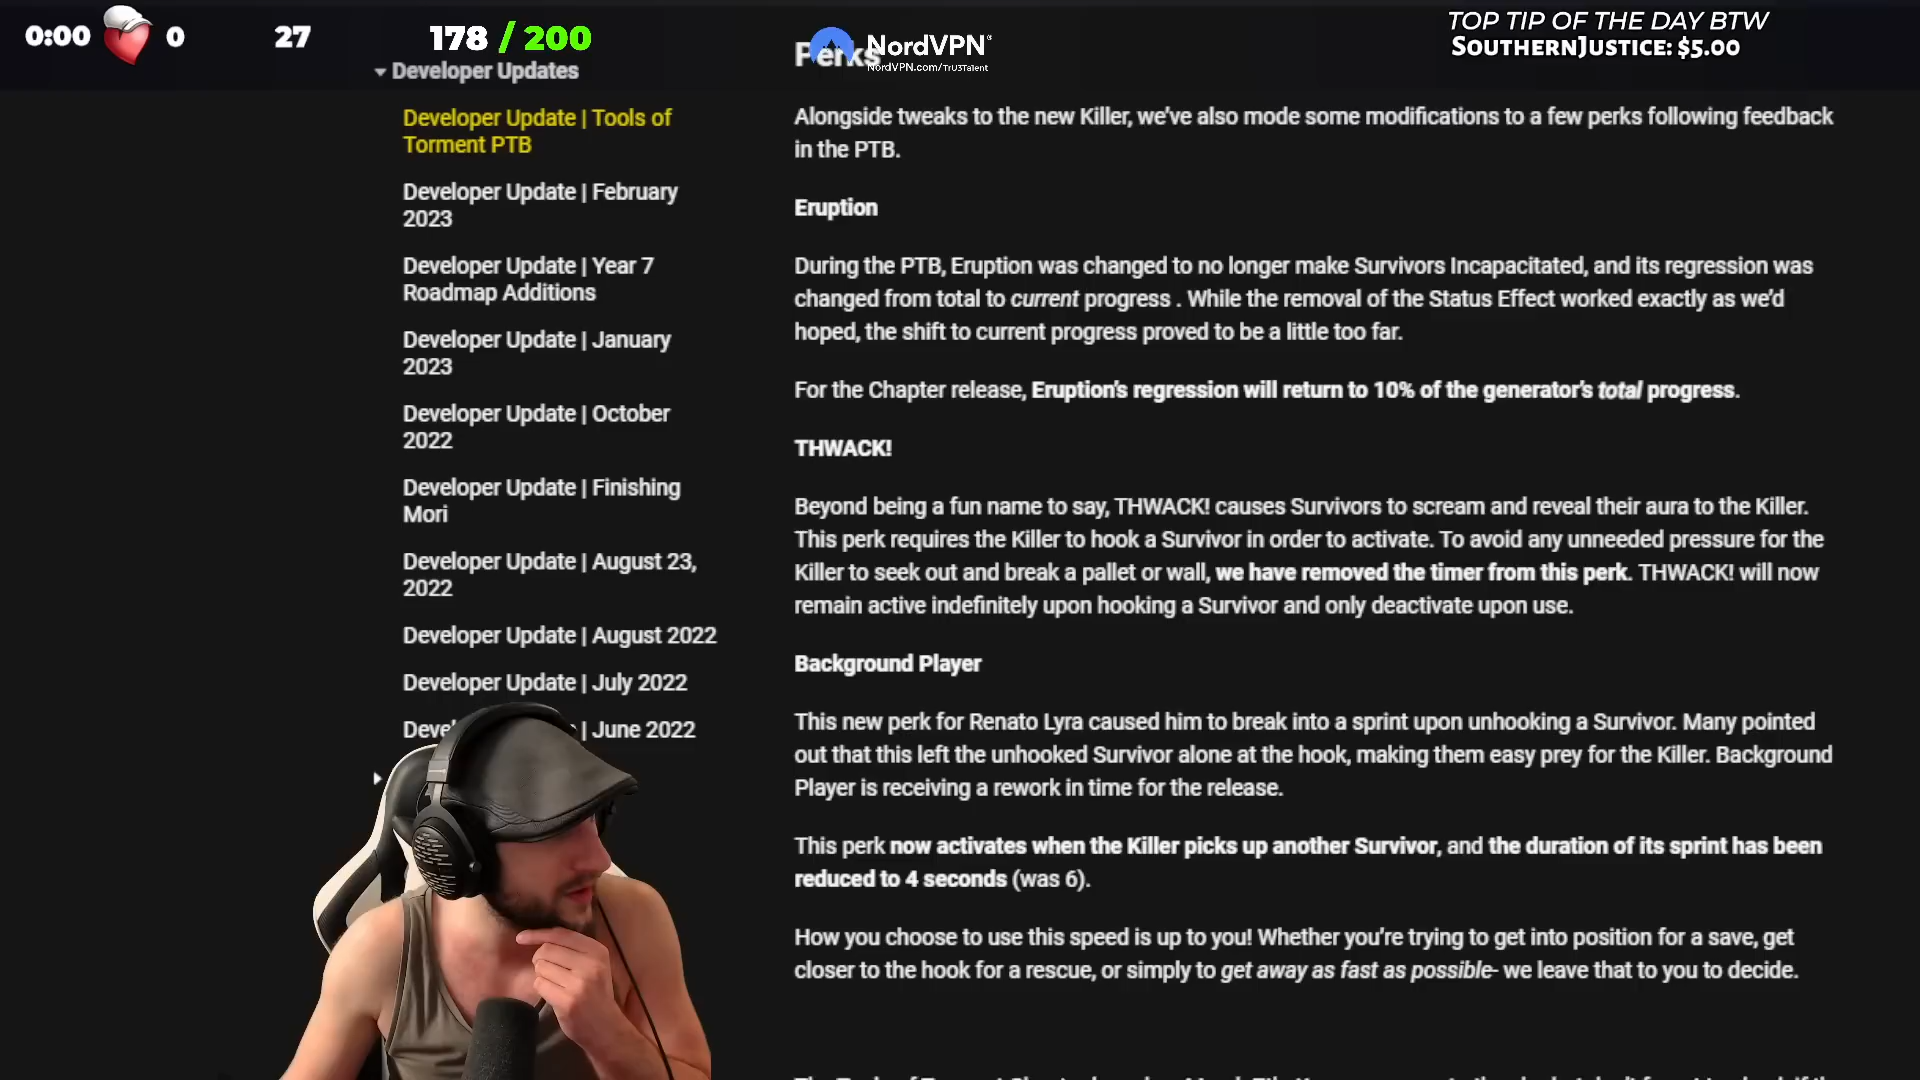 0:00 0 27 178 / 200
TOP TIP OF THE DAY BTW
SOUTHERNJUSTICE: $5.00
NordVPN®
NordVPN.com/Tru3Ta1ent
Developer Updates
Developer Update | Tools of
Torment PTB
Developer Update | February
2023
Developer Update | Year 7
Roadmap Additions
Developer Update | January
2023
Developer Update | October
2022
Developer Update | Finishing
Mori
Developer Update | August 23,
2022
Developer Update | August 2022
Developer Update | July 2022
| June 2022
Perks
Alongside tweaks to the new Killer, we've also mode some modifications to a few perks following feedback
in the PTB.
Eruption
During the PTB, Eruption was changed to no longer make Survivors Incapacitated, and its regression was
changed from total to current progress . While the removal of the Status Effect worked exactly as we'd
hoped, the shift to current progress proved to be a little too far.
For the Chapter release, Eruption's regression will return to 10% of the generator's total progress.
THWACK!
Beyond being a fun name to say, THWACK! causes Survivors to scream and reveal their aura to the Killer.
This perk requires the Killer to hook a Survivor in order to activate. To avoid any unneeded pressure for the
Killer to seek out and break a pallet or wall, we have removed the timer from this perk. THWACK! will now
remain active indefinitely upon hooking a Survivor and only deactivate upon use.
Background Player
This new perk for Renato Lyra caused him to break into a sprint upon unhooking a Survivor. Many pointed
out that this left the unhooked Survivor alone at the hook, making them easy prey for the Killer. Background
Player is receiving a rework in time for the release.
This perk now activates when the Killer picks up another Survivor, and the duration of its sprint has been
reduced to 4 seconds (was 6).
How you choose to use this speed is up to you! Whether you're trying to get into position for a save, get
closer to the hook for a rescue, or simply to get away as fast as possible- we leave that to you to decide.